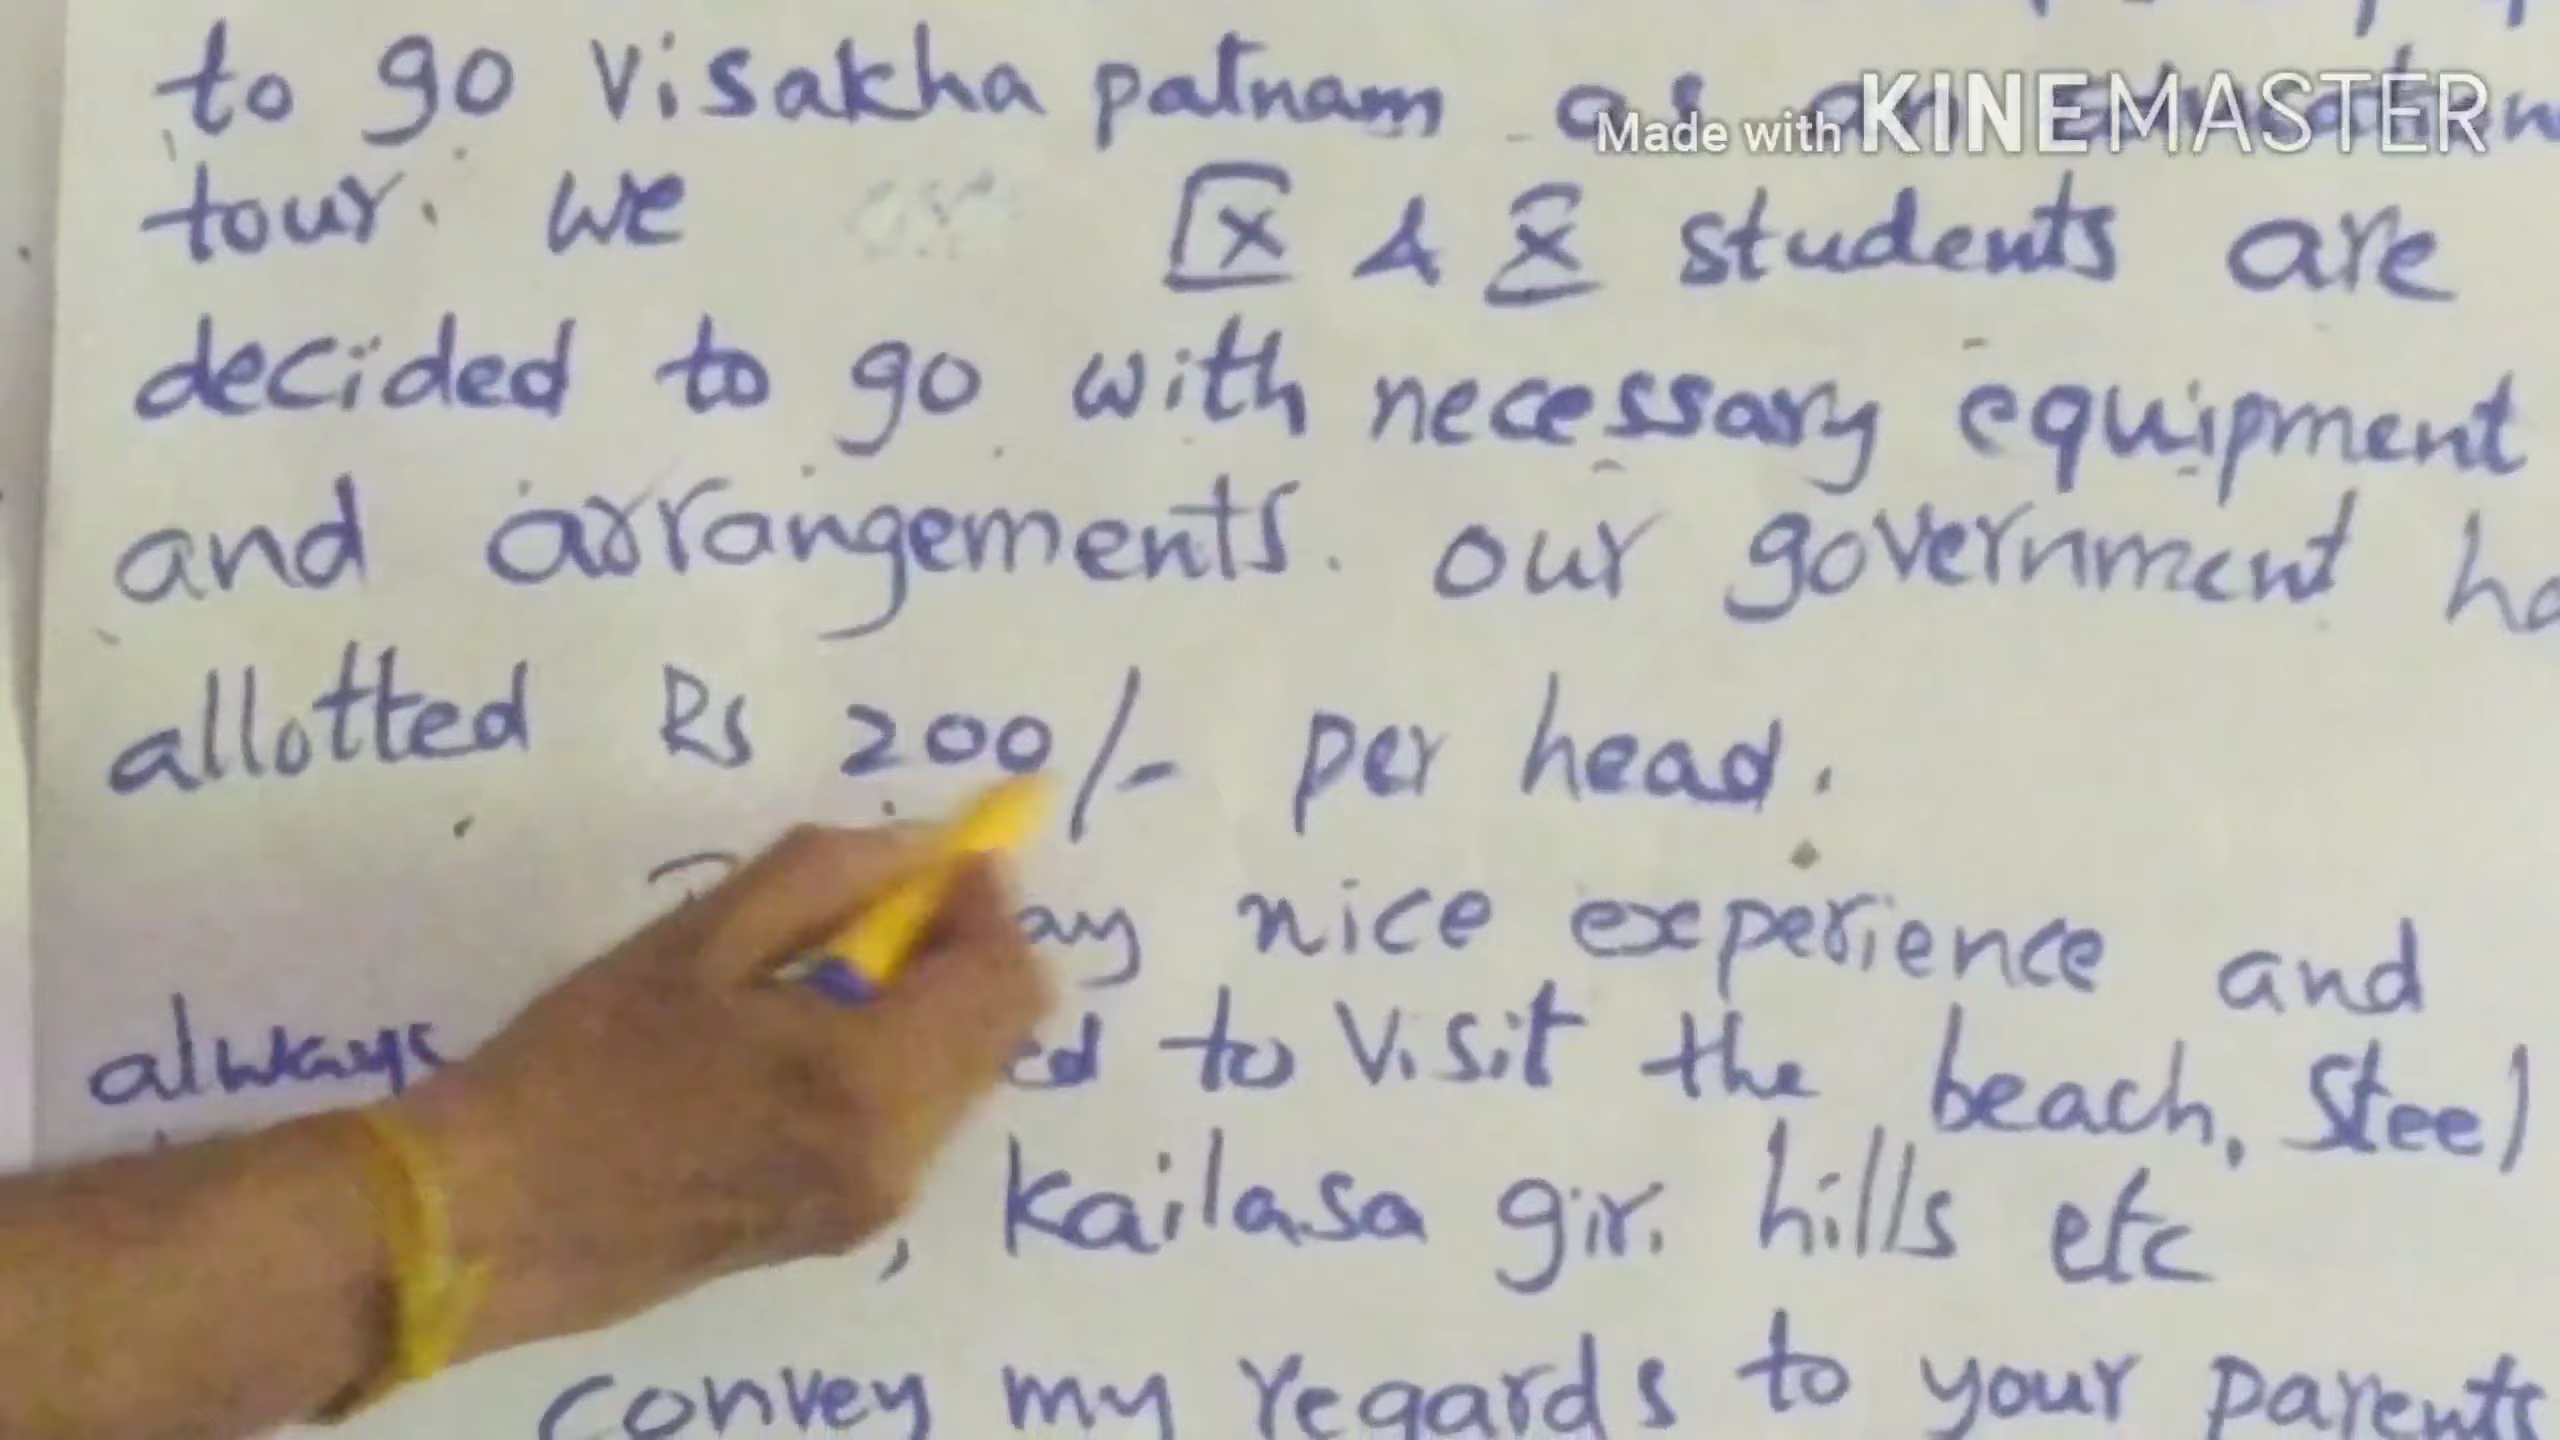 to go Visakha patnam as an
Made with KINEMASTER
tour. we IX & X students are
decided to go with necessary equipment
and arrangements. our government
allotted Rs 200/- per head.
nice experience and
always to Visit the beach, Steel
, Kailasa giri hills etc
convey my regards to your parents